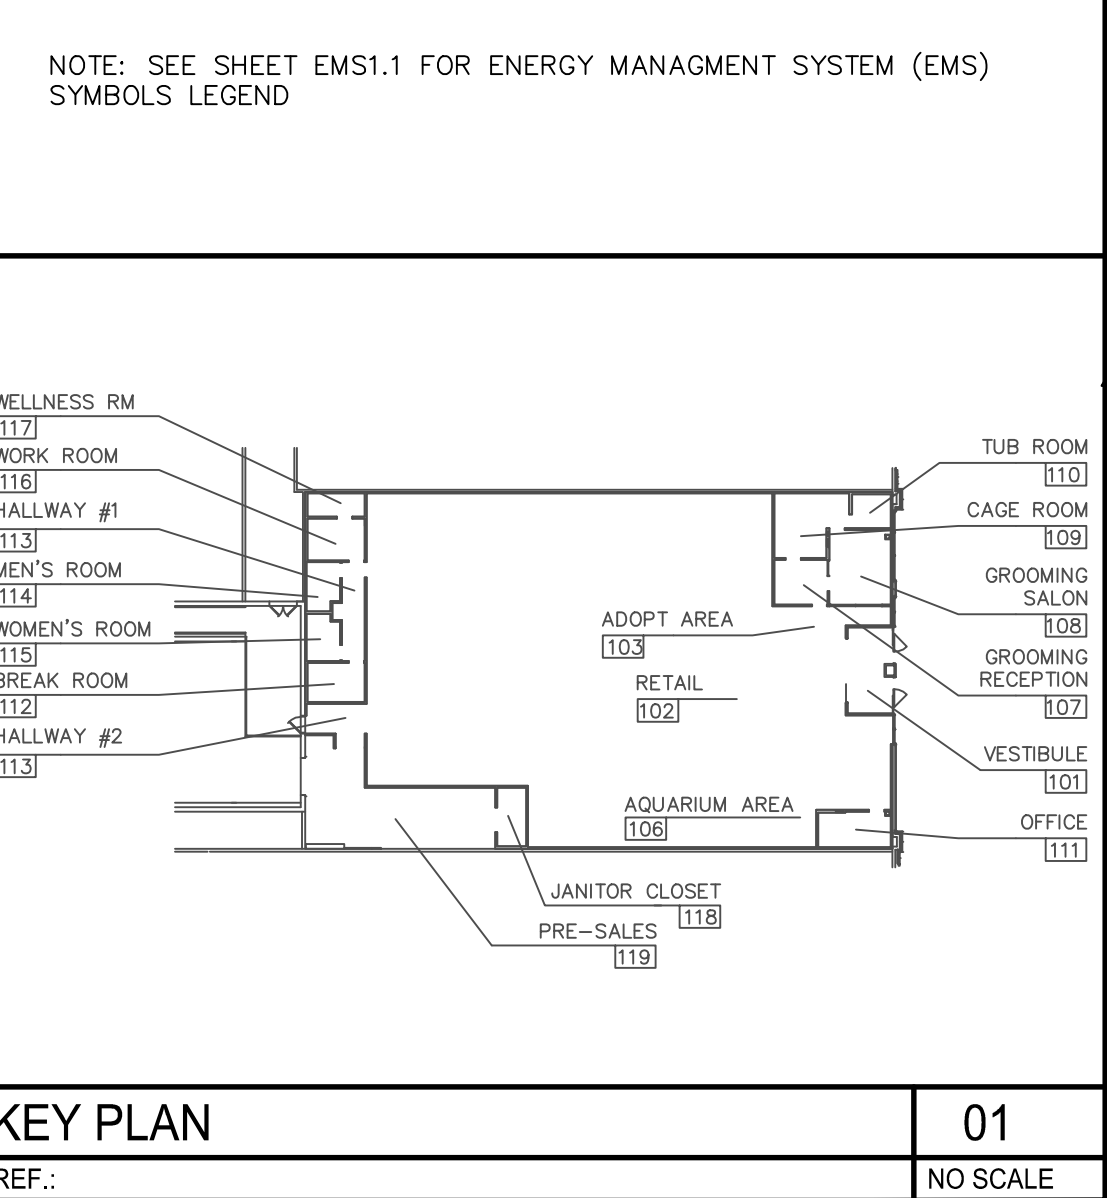 NOTE: SEE SHEET EMS1.1 FOR ENERGY MANAGMENT SYSTEM (EMS)
SYMBOLS LEGEND
WELLNESS RM
117
WORK ROOM
116
HALLWAY #1
113
MEN'S ROOM
114
WOMEN'S ROOM
115
BREAK ROOM
112
HALLWAY #2
113
ADOPT AREA
103
RETAIL
102
AQUARIUM AREA
106
JANITOR CLOSET
118
PRE-SALES
119
TUB ROOM
110
CAGE ROOM
109
GROOMING
SALON
108
GROOMING
RECEPTION
107
VESTIBULE
101
OFFICE
111
KEY PLAN
01
REF.:
NO SCALE